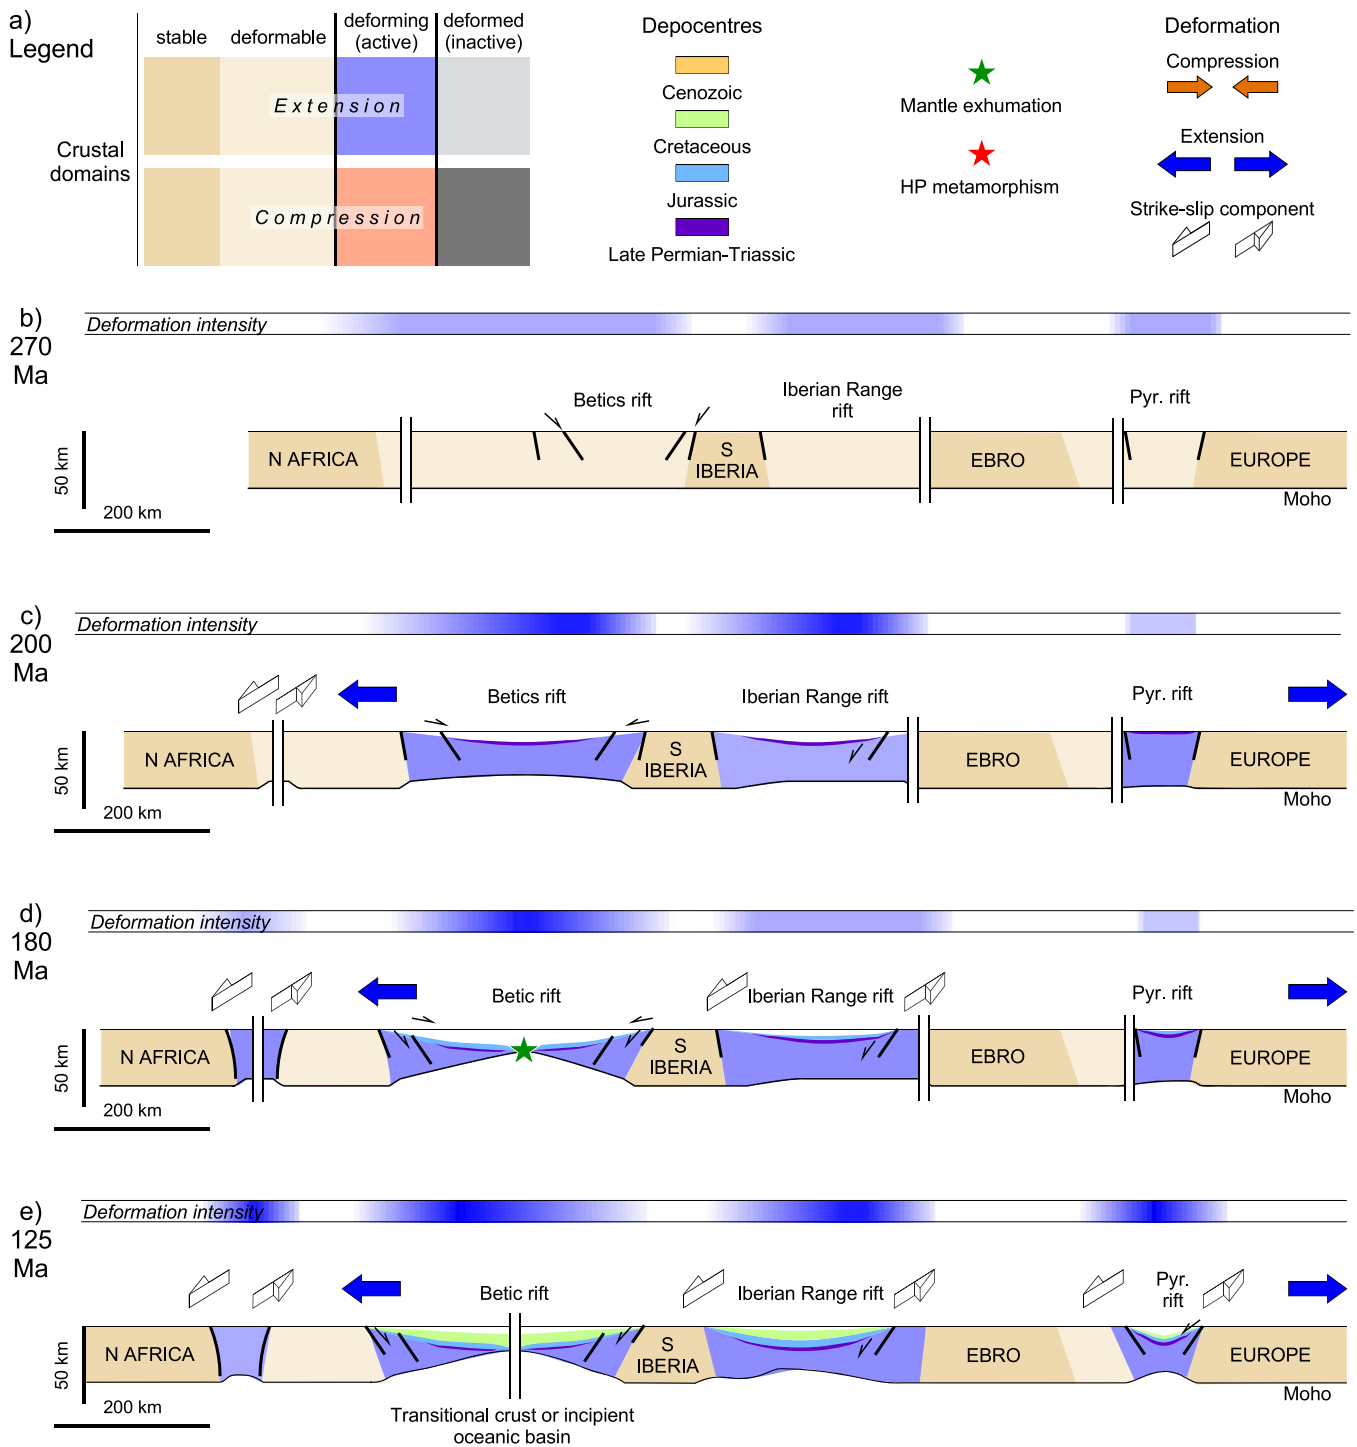 a)
Legend
stable
deformable
deforming
(active)
deformed
(inactive)
Extension
Crustal
domains
Compression
Depocentres
Cenozoic
Cretaceous
Jurassic
Late Permian-Triassic
Mantle exhumation
HP metamorphism
Deformation
Compression
Extension
Strike-slip component
b)
270
Ma
Deformation intensity
Betics rift
Iberian Range
rift
Pyr. rift
N AFRICA
S
IBERIA
EBRO
EUROPE
Moho
50 km
200 km
c)
200
Ma
Deformation intensity
Betics rift
Iberian Range rift
Pyr. rift
N AFRICA
S
IBERIA
EBRO
EUROPE
Moho
50 km
200 km
d)
180
Ma
Deformation intensity
Betic rift
Iberian Range rift
Pyr. rift
N AFRICA
S
IBERIA
EBRO
EUROPE
Moho
50 km
200 km
e)
125
Ma
Deformation intensity
Betic rift
Iberian Range rift
Pyr.
rift
N AFRICA
S
IBERIA
EBRO
EUROPE
Moho
50 km
200 km
Transitional crust or incipient
oceanic basin